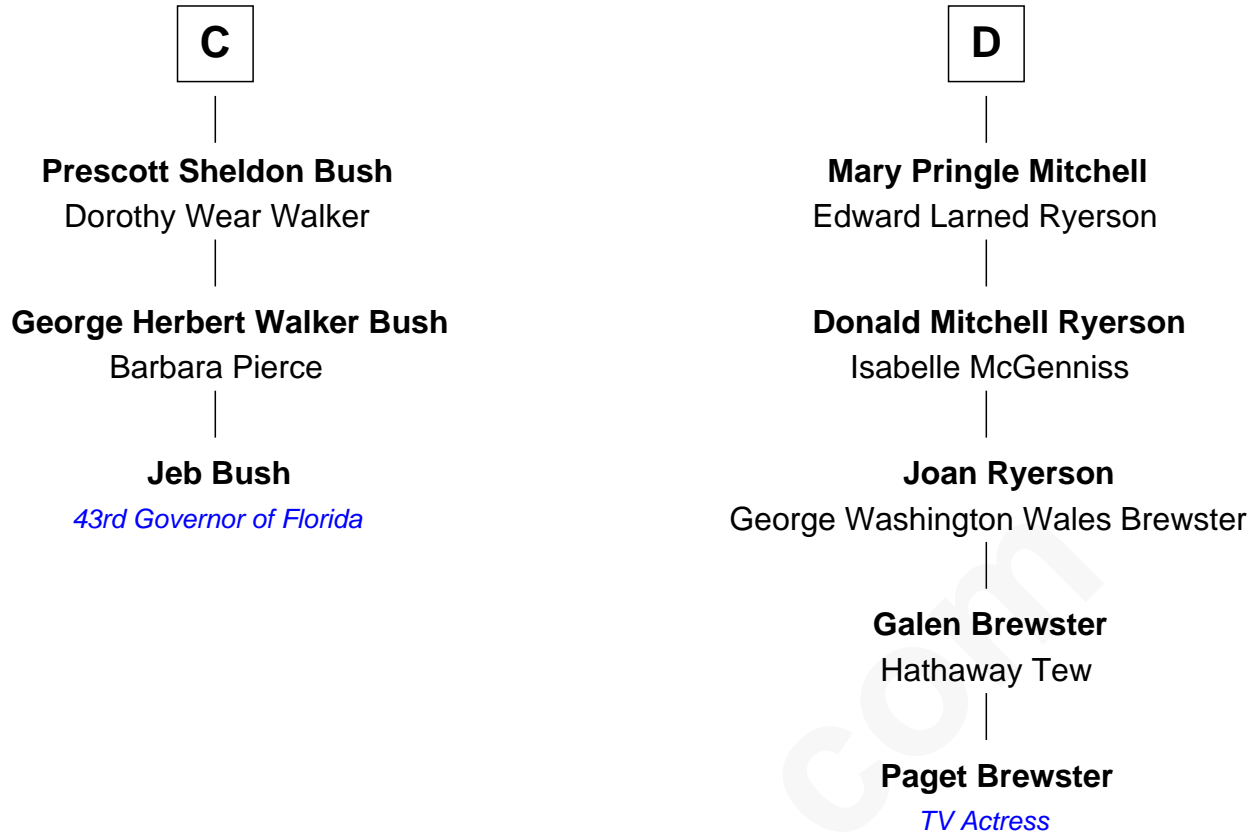 C
Prescott Sheldon Bush
Dorothy Wear Walker
George Herbert Walker Bush
Barbara Pierce
Jeb Bush
43rd Governor of Florida
D
Mary Pringle Mitchell
Edward Larned Ryerson
Donald Mitchell Ryerson
Isabelle McGenniss
Joan Ryerson
George Washington Wales Brewster
Galen Brewster
Hathaway Tew
Paget Brewster
TV Actress
com